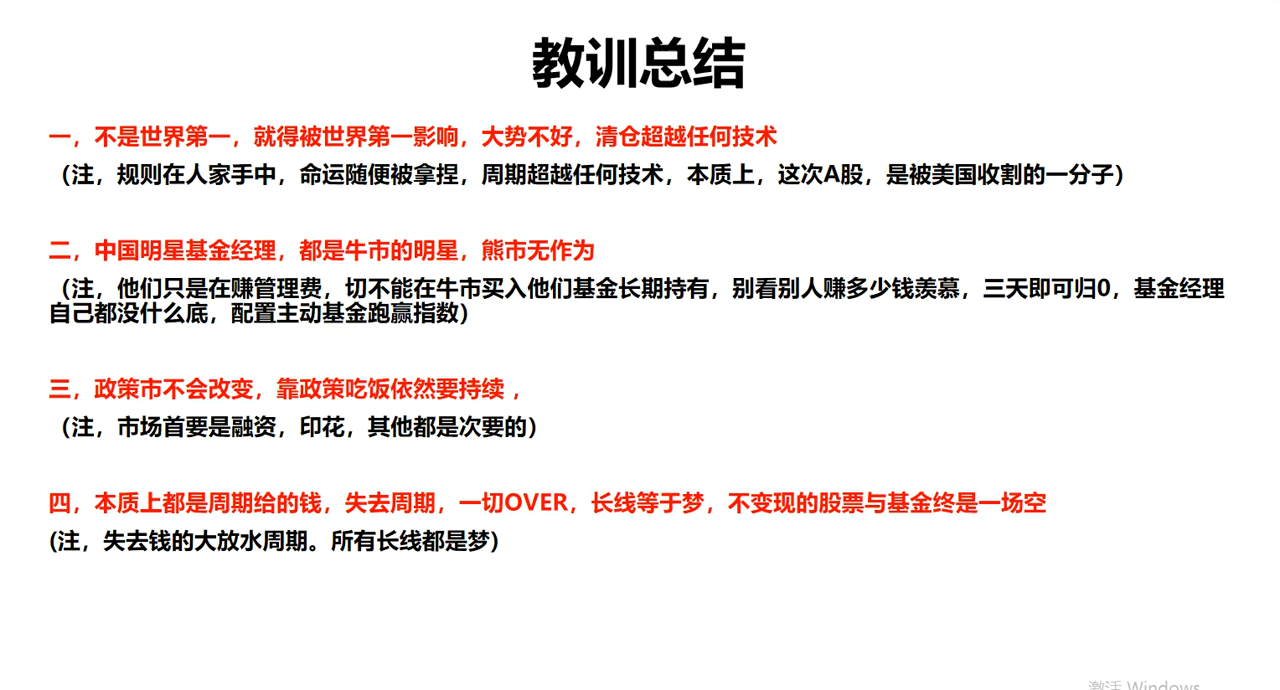 教训总结
一，不是世界第一，就得被世界第一影响，大势不好，清仓超越任何技术
（注，规则在人家手中，命运随便被拿捏，周期超越任何技术，本质上，这次A股，是被美国收割的一分子）
二，中国明星基金经理，都是牛市的明星，熊市无作为
（注，他们只是在赚管理费，切不能在牛市买入他们基金长期持有，别看别人赚多少钱羡慕，三天即可归0，基金经理
自己都没什么底，配置主动基金跑赢指数）
三，政策市不会改变，靠政策吃饭依然要持续，
（注，市场首要是融资，印花，其他都是次要的）
四，本质上都是周期给的钱，失去周期，一切OVER，长线等于梦，不变现的股票与基金终是一场空
(注，失去钱的大放水周期。所有长线都是梦)
激活 Windows